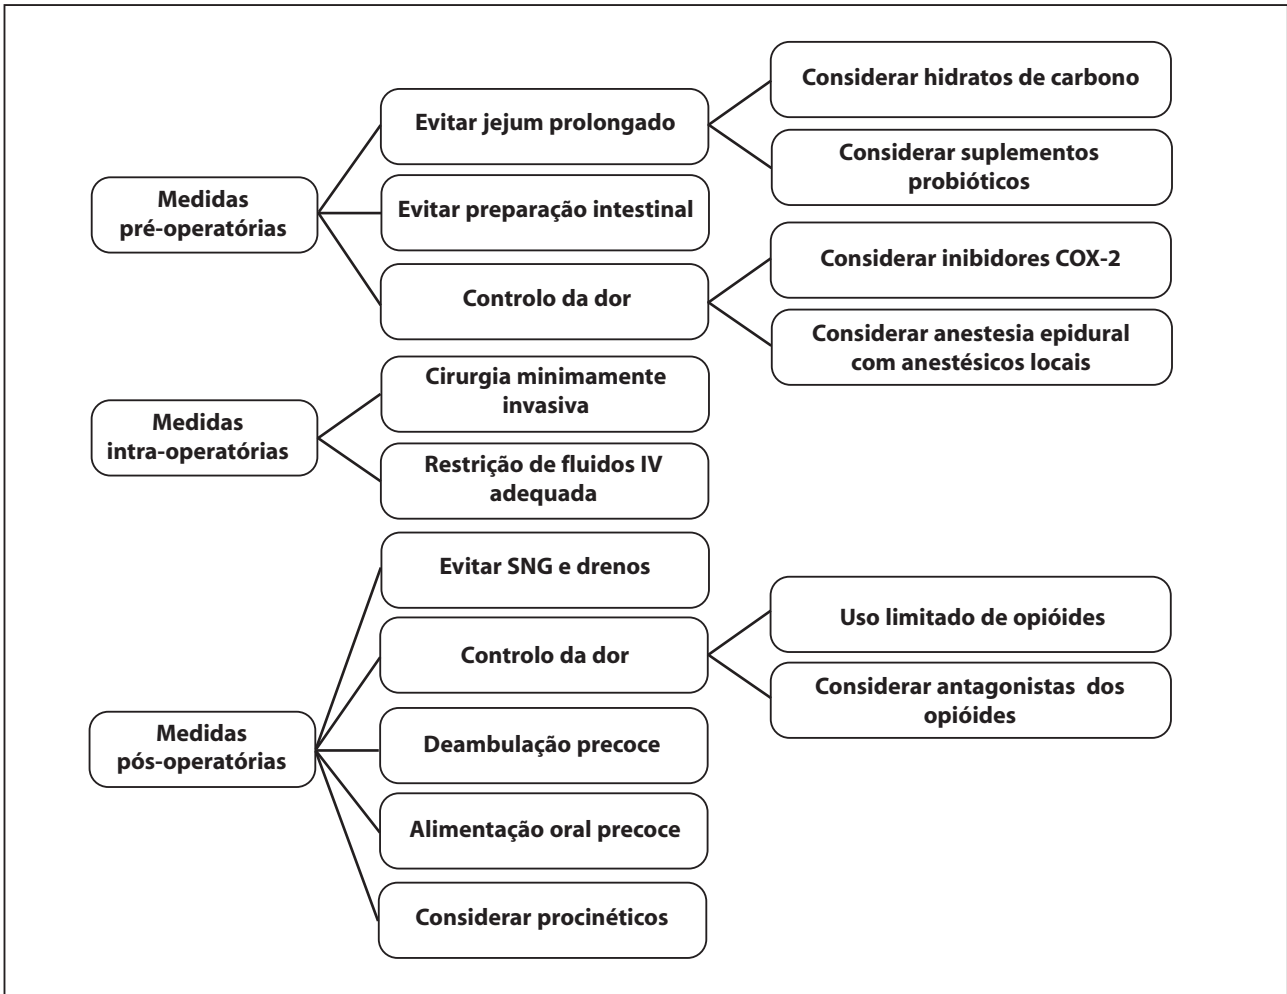 Medidas
pré-operatórias
Evitar jejum prolongado
Considerar hidratos de carbono
Considerar suplementos
probióticos
Evitar preparação intestinal
Controlo da dor
Considerar inibidores COX-2
Considerar anestesia epidural
com anestésicos locais
Medidas
intra-operatórias
Cirurgia minimamente
invasiva
Restrição de fluidos IV
adequada
Medidas
pós-operatórias
Evitar SNG e drenos
Controlo da dor
Uso limitado de opióides
Considerar antagonistas dos
opióides
Deambulação precoce
Alimentação oral precoce
Considerar procinéticos